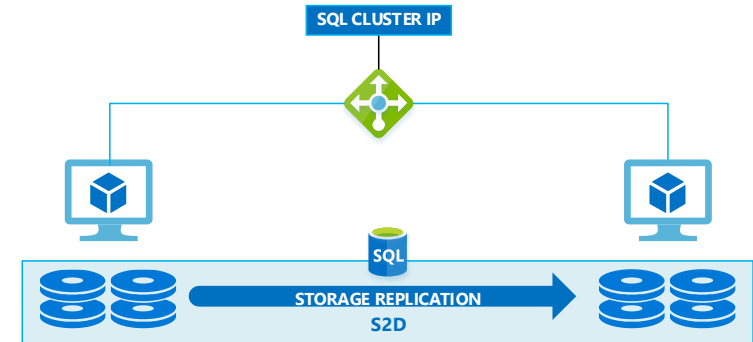 SQL CLUSTER IP
SQL
STORAGE REPLICATION
S2D